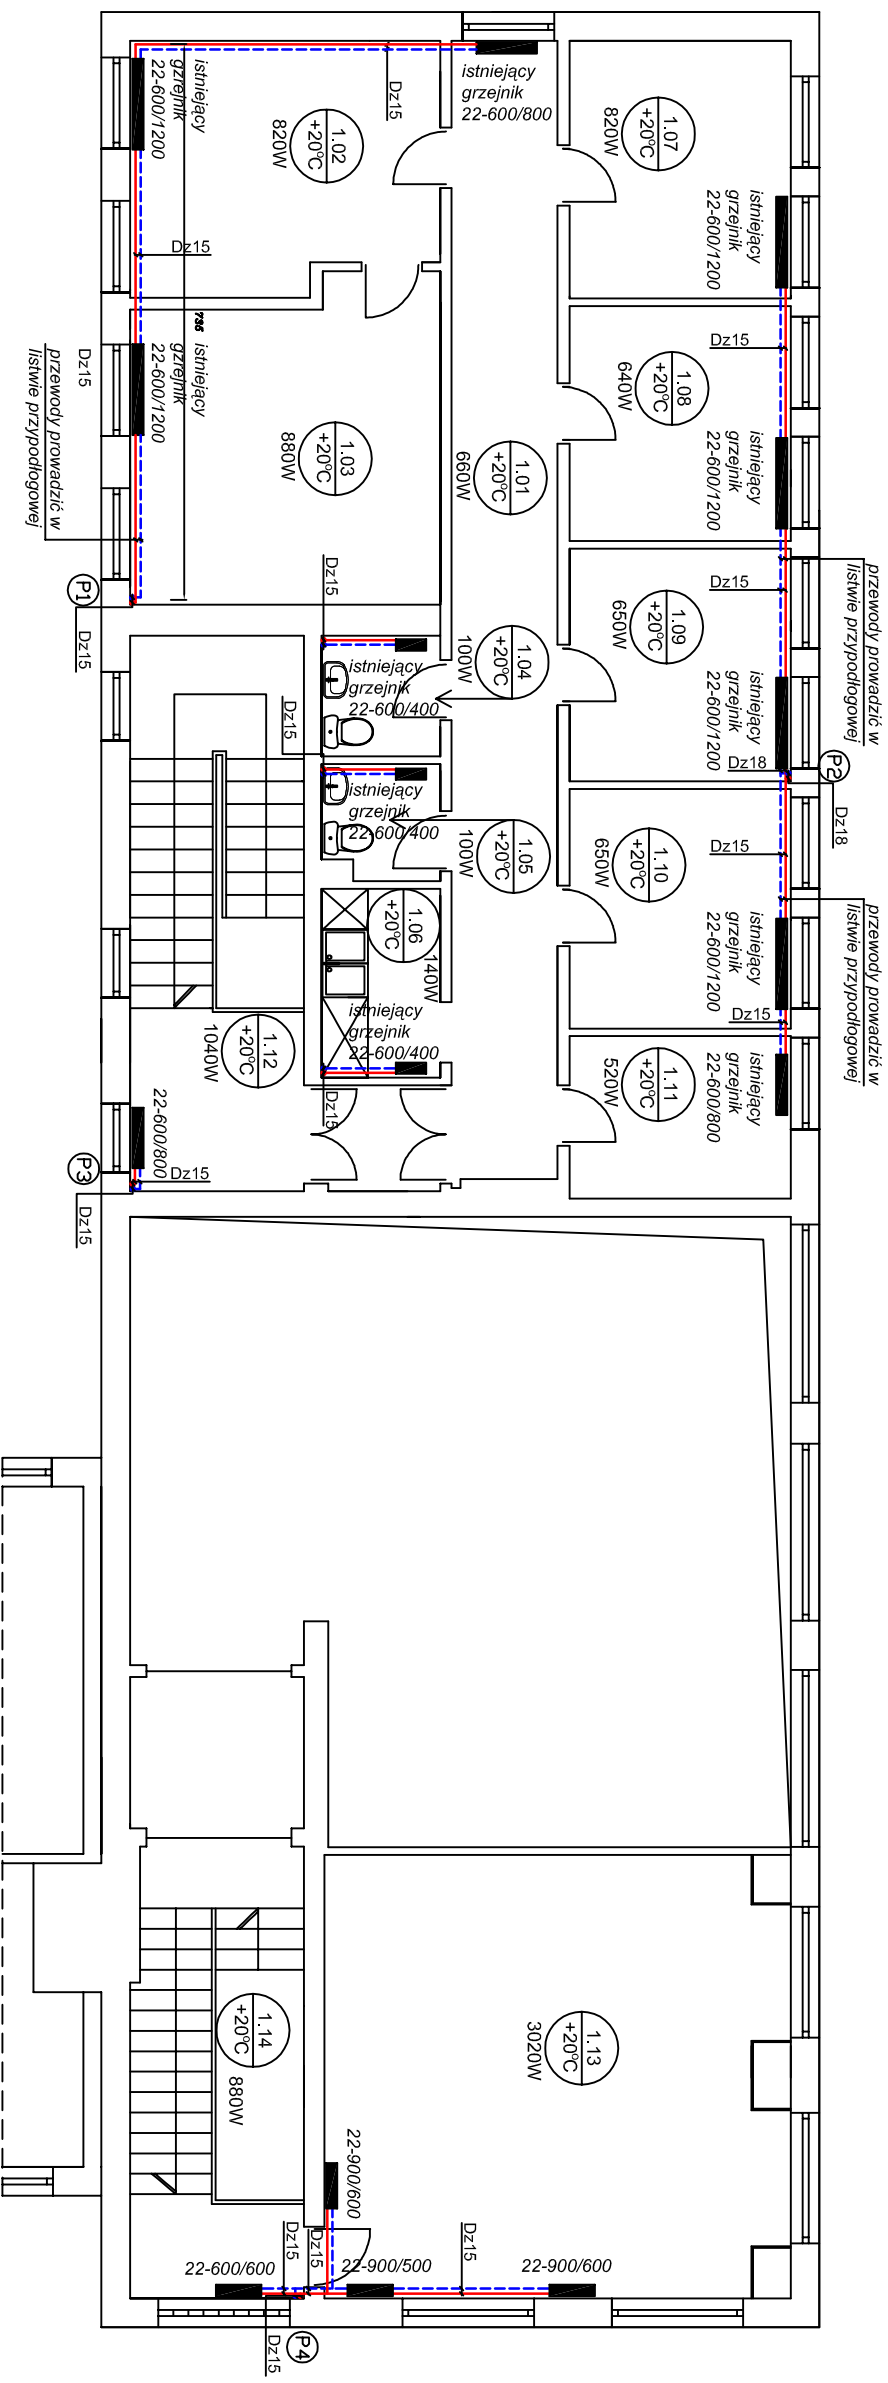 istniejący
grzejnik
22-600/800
Dz15
istniejący
gzrejnik
22-600/1200
1.02
+20°C
820W
1.07
+20°C
820W
istniejący
grzejnik
22-600/1200
Dz15
735
istniejący
gzrejnik
22-600/1200
Dz15
przewody prowadzić w
listwie przypodłogowej
1.03
+20°C
880W
1.01
+20°C
660W
1.08
+20°C
640W
Dz15
istniejący
grzejnik
22-600/1200
P1
Dz15
Dz15
1.04
+20°C
100W
istniejący
grzejnik
22-600/400
1.09
+20°C
650W
Dz15
istniejący
grzejnik
22-600/1200
przewody prowadzić w
listwie przypodłogowej
Dz18
P2
Dz18
Dz15
istniejący
grzejnik
22-600/400
1.05
+20°C
100W
1.10
+20°C
650W
Dz15
istniejący
grzejnik
22-600/1200
przewody prowadzić w
listwie przypodłogowej
Dz15
1.06
+20°C
140W
istniejący
grzejnik
22-600/400
Dz15
1.12
+20°C
1040W
1.11
+20°C
520W
istniejący
grzejnik
22-600/800
22-600/800
Dz15
P3
Dz15
1.13
+20°C
3020W
1.14
+20°C
880W
22-900/600
Dz15
Dz15
Dz15
22-600/600
22-900/500
22-900/600
P4
Dz15